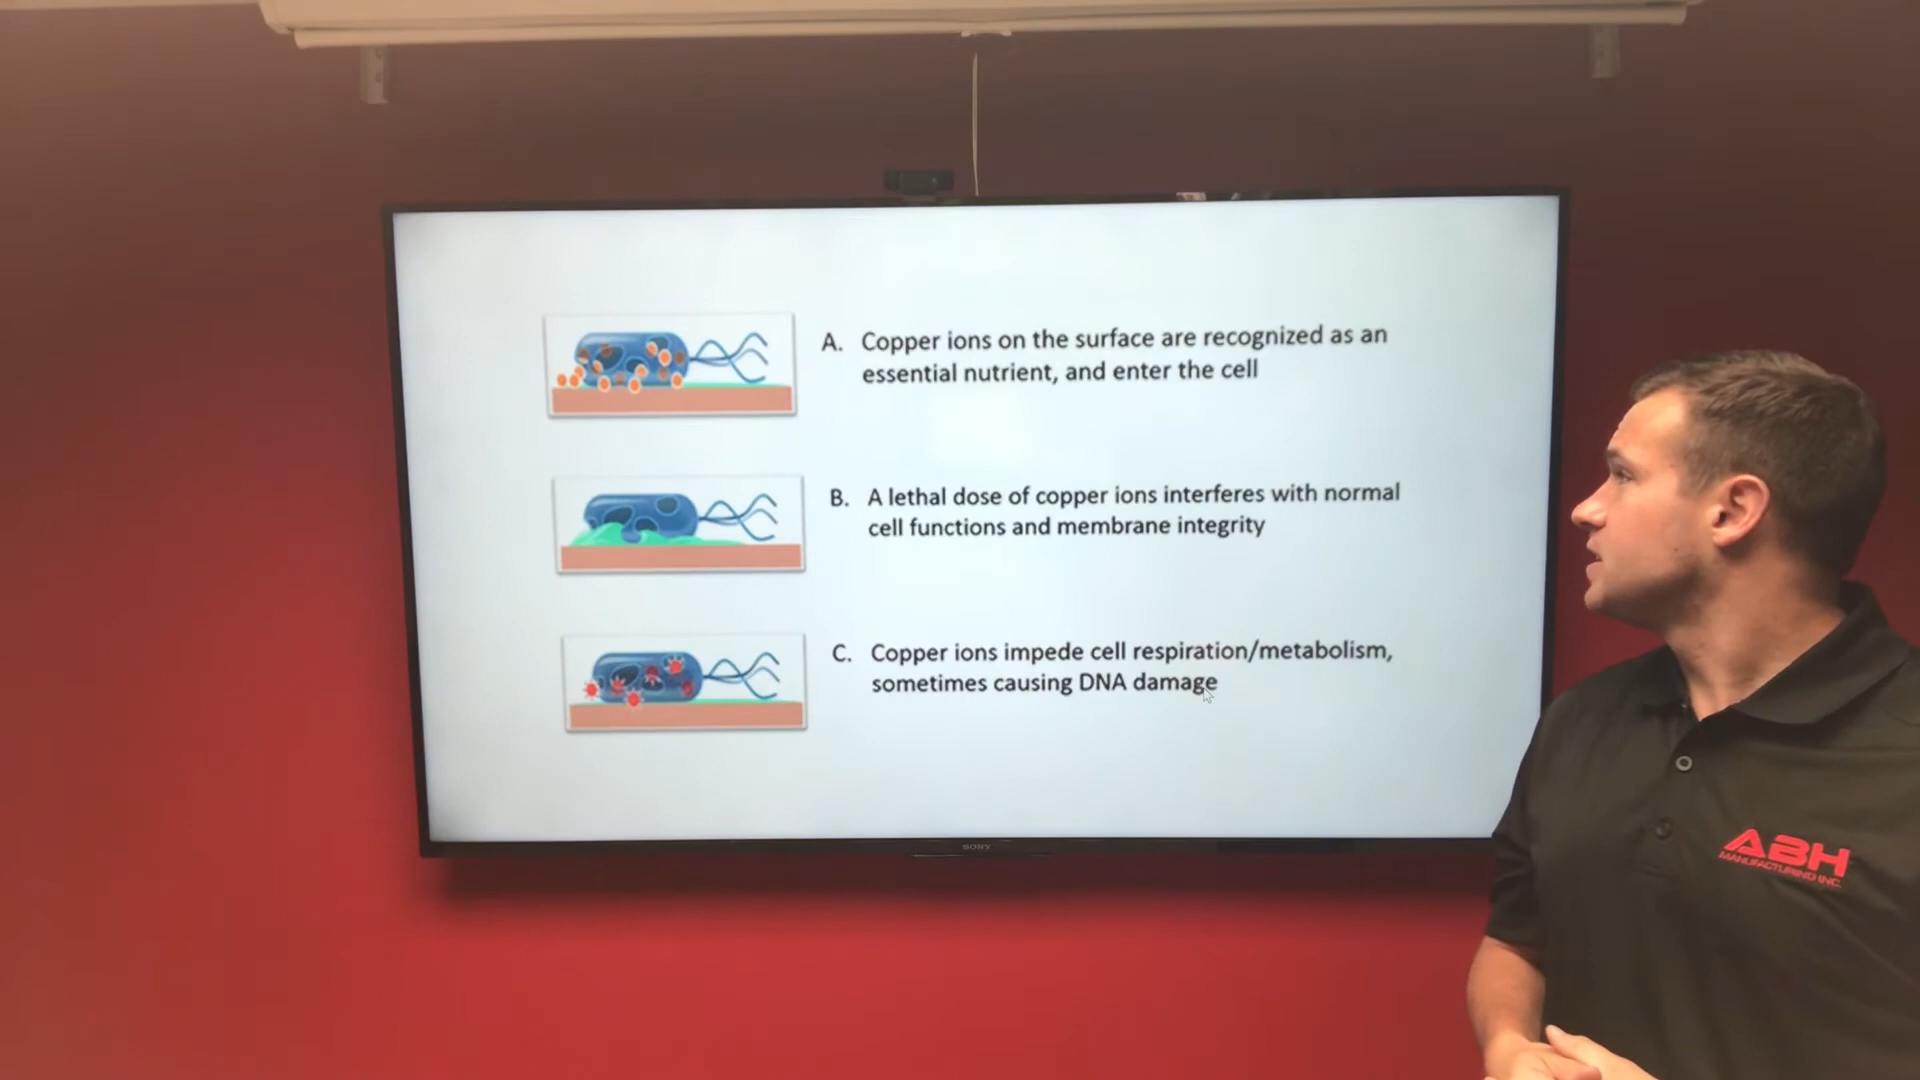 A. Copper ions on the surface are recognized as an
essential nutrient, and enter the cell
B. A lethal dose of copper ions interferes with normal
cell functions and membrane integrity
C. Copper ions impede cell respiration/metabolism,
sometimes causing DNA damage
SONY
ABH
MANUFACTURING INC.